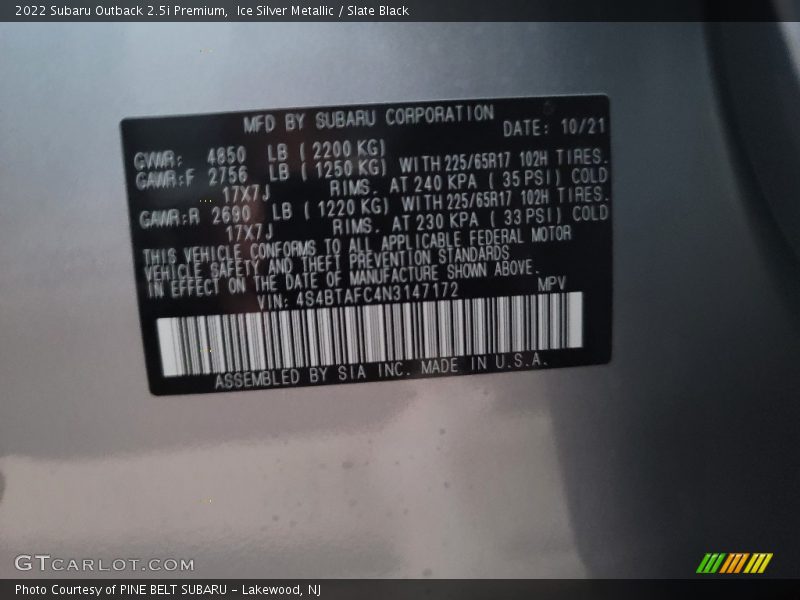 2022 Subaru Outback 2.5i Premium,  Ice Silver Metallic / Slate Black
MFD BY SUBARU CORPORATION
DATE: 10/21
GVWR: 4850 LB ( 2200 KG)
GAWR:F 2756 LB ( 1250 KG) WITH 225/65R17 102H TIRES.
17X7J RIMS. AT 240 KPA ( 35 PSI) COLD
GAWR:R 2690 LB ( 1220 KG) WITH 225/65R17 102H TIRES.
17X7J RIMS. AT 230 KPA ( 33 PSI) COLD
THIS VEHICLE CONFORMS TO ALL APPLICABLE FEDERAL MOTOR
VEHICLE SAFETY AND THEFT PREVENTION STANDARDS
IN EFFECT ON THE DATE OF MANUFACTURE SHOWN ABOVE.
VIN: 4S4BTAFC4N3147172 MPV
ASSEMBLED BY SIA INC. MADE IN U.S.A.
GTCARLOT.COM
Photo Courtesy of PINE BELT SUBARU - Lakewood, NJ